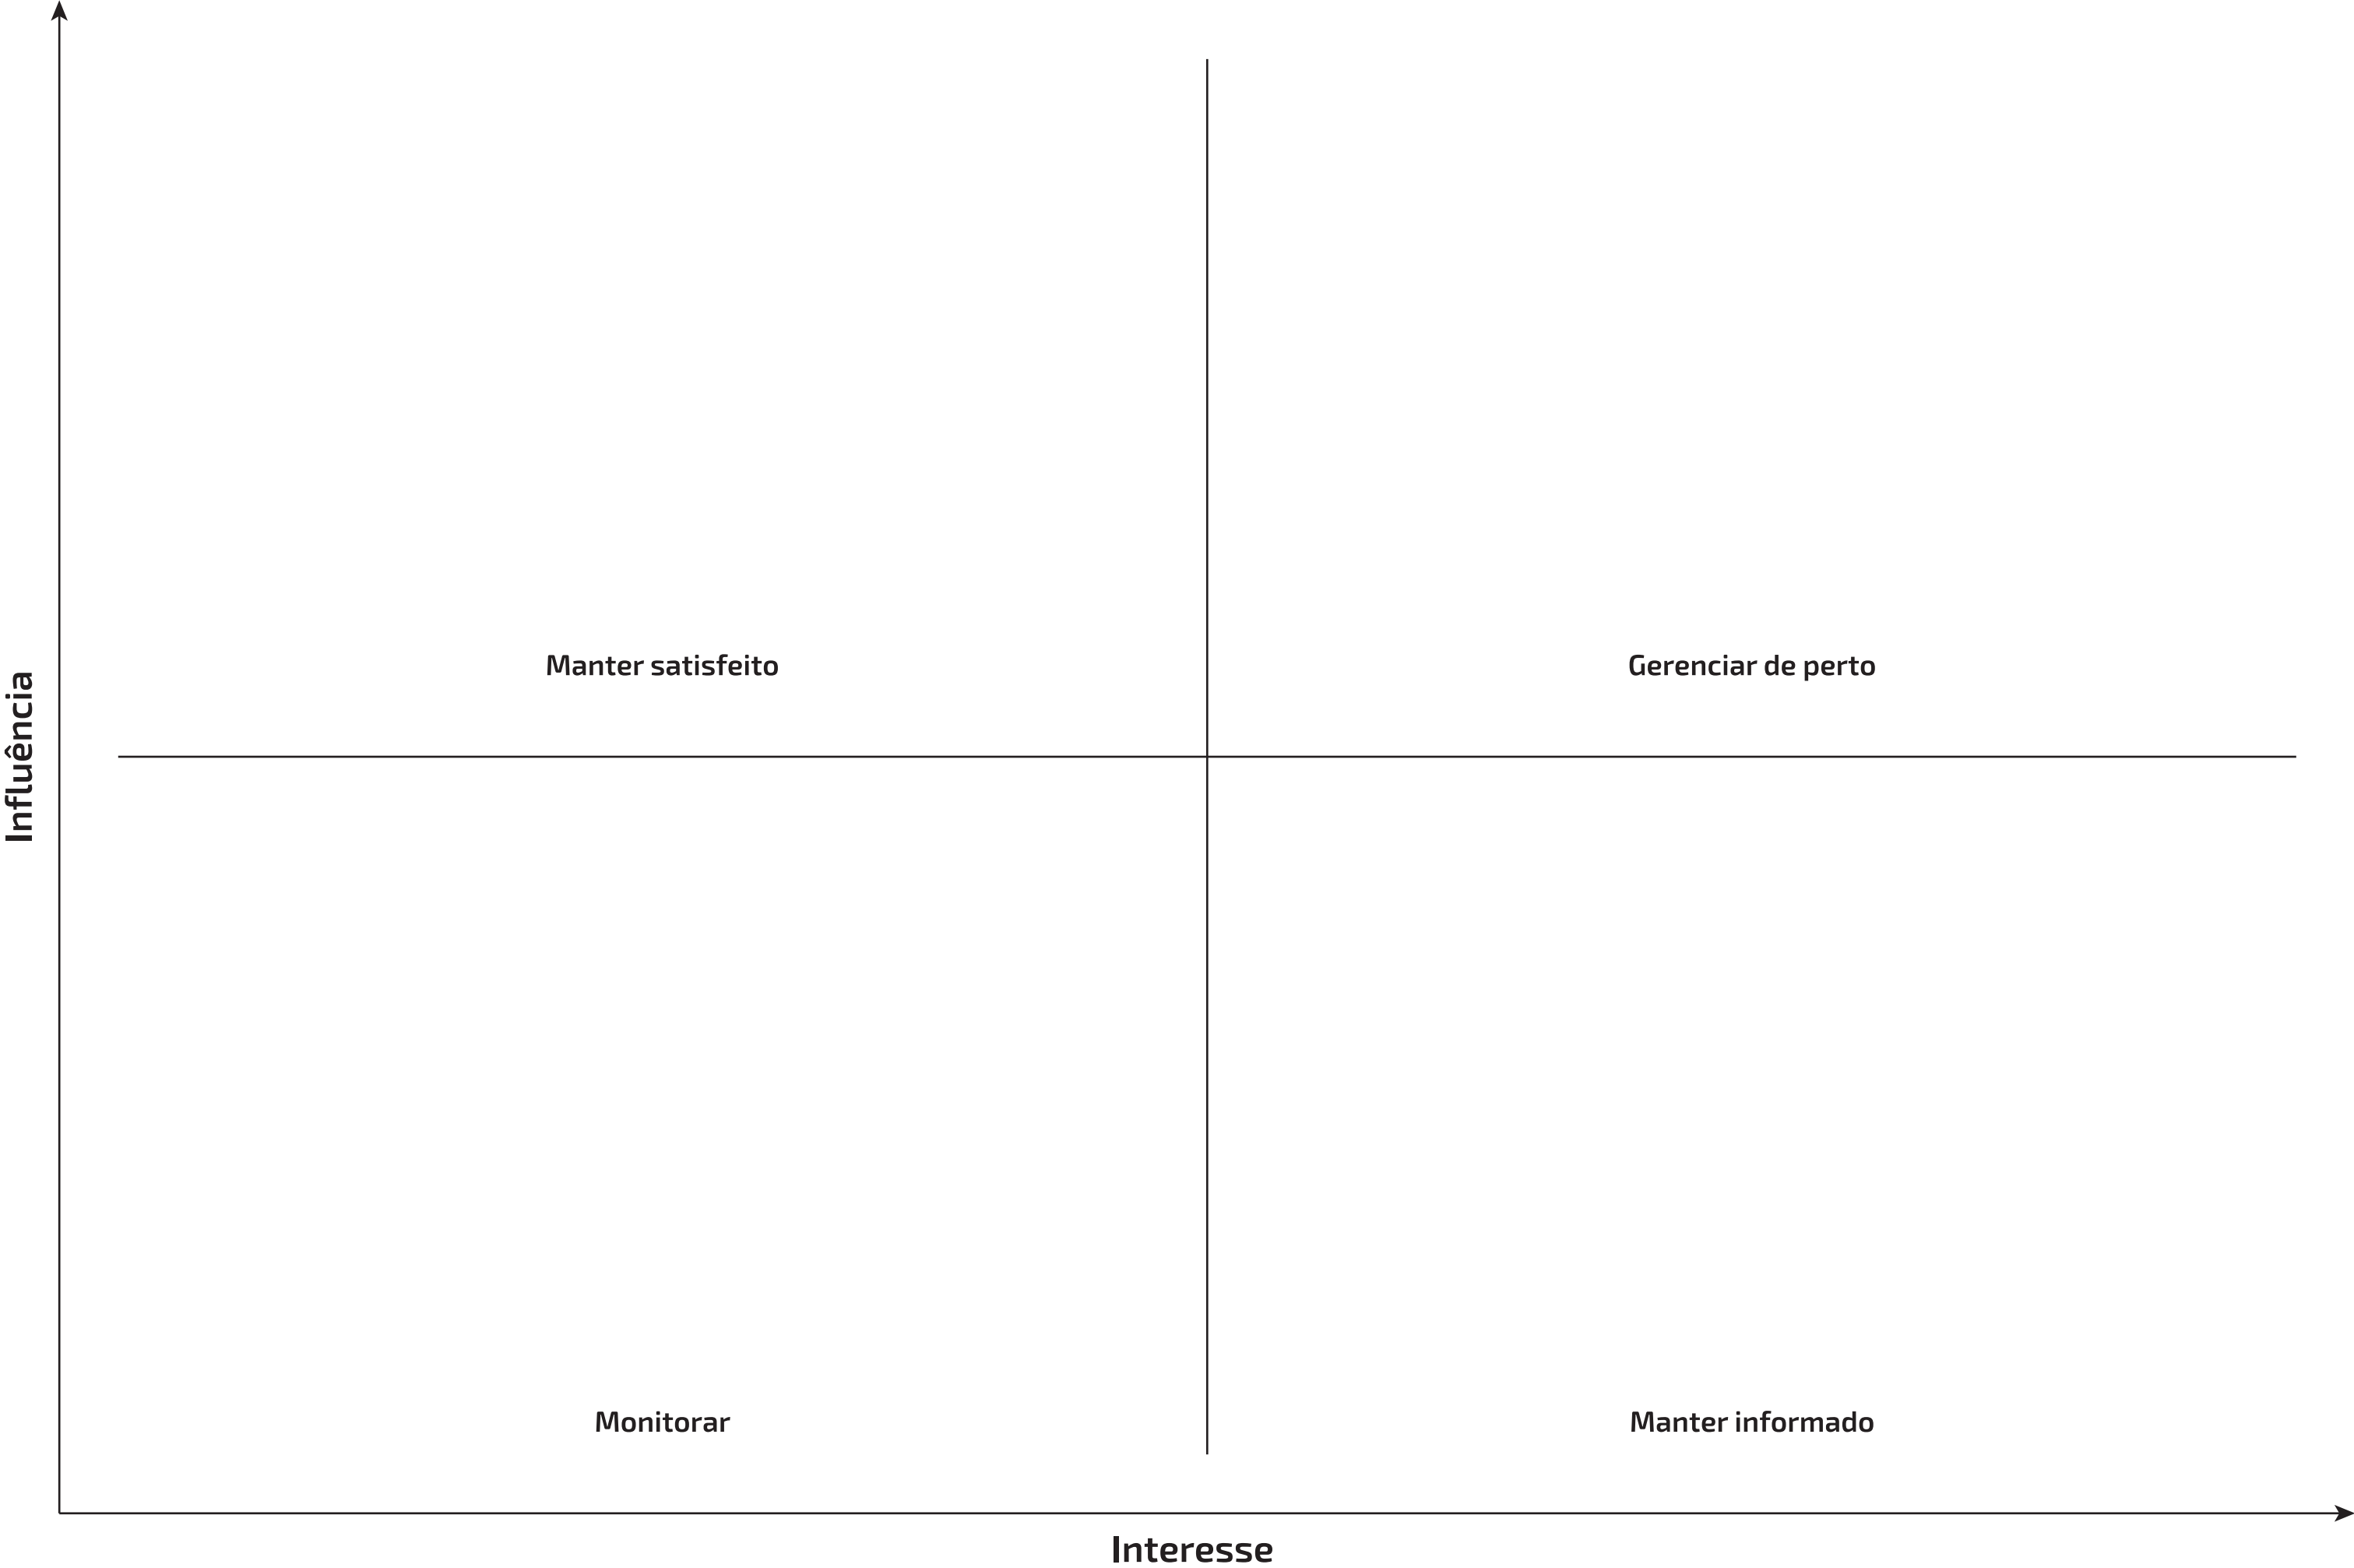 Influência
Manter satisfeito
Gerenciar de perto
Monitorar
Manter informado
Interesse